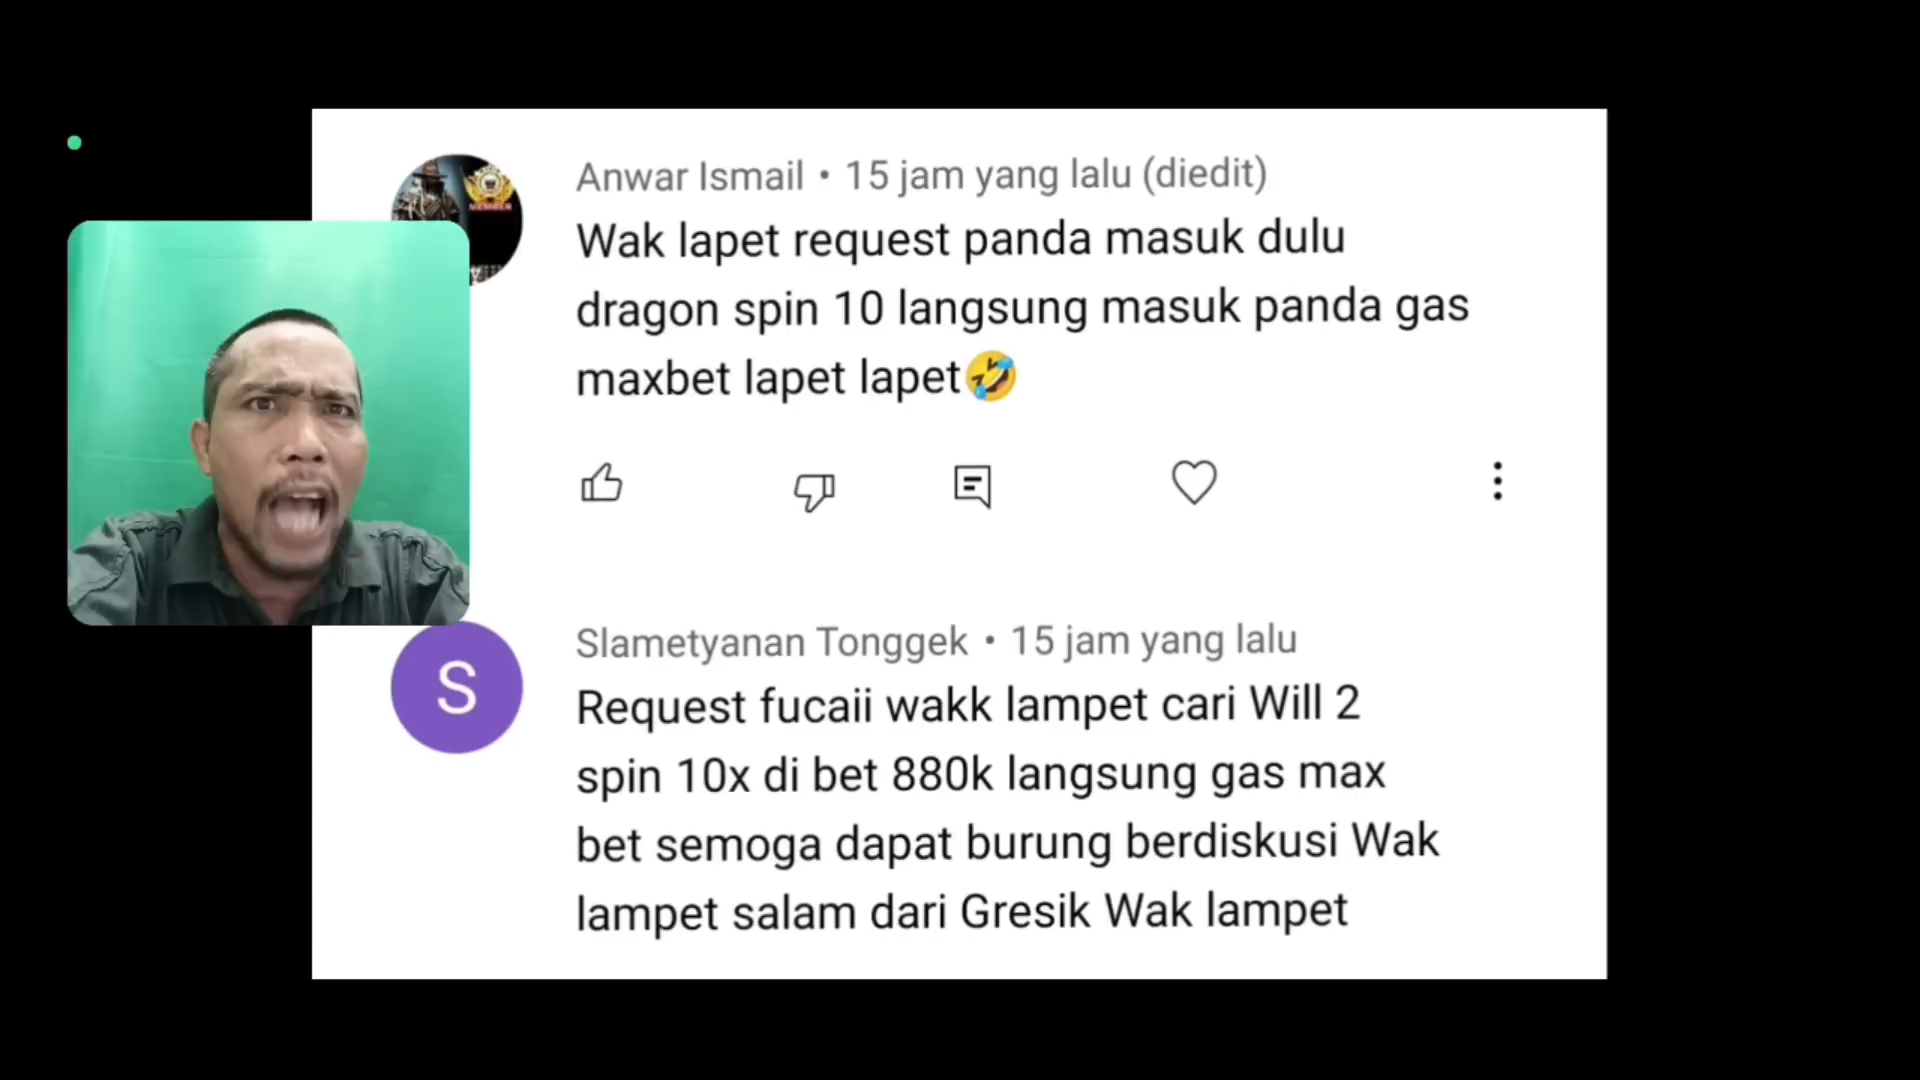 Anwar Ismail • 15 jam yang lalu (diedit)
Wak lapet request panda masuk dulu
dragon spin 10 langsung masuk panda gas
maxbet lapet lapet🤣
MEMBER
S
Slametyanan Tonggek • 15 jam yang lalu
Request fucaii wakk lampet cari Will 2
spin 10x di bet 880k langsung gas max
bet semoga dapat burung berdiskusi Wak
lampet salam dari Gresik Wak lampet